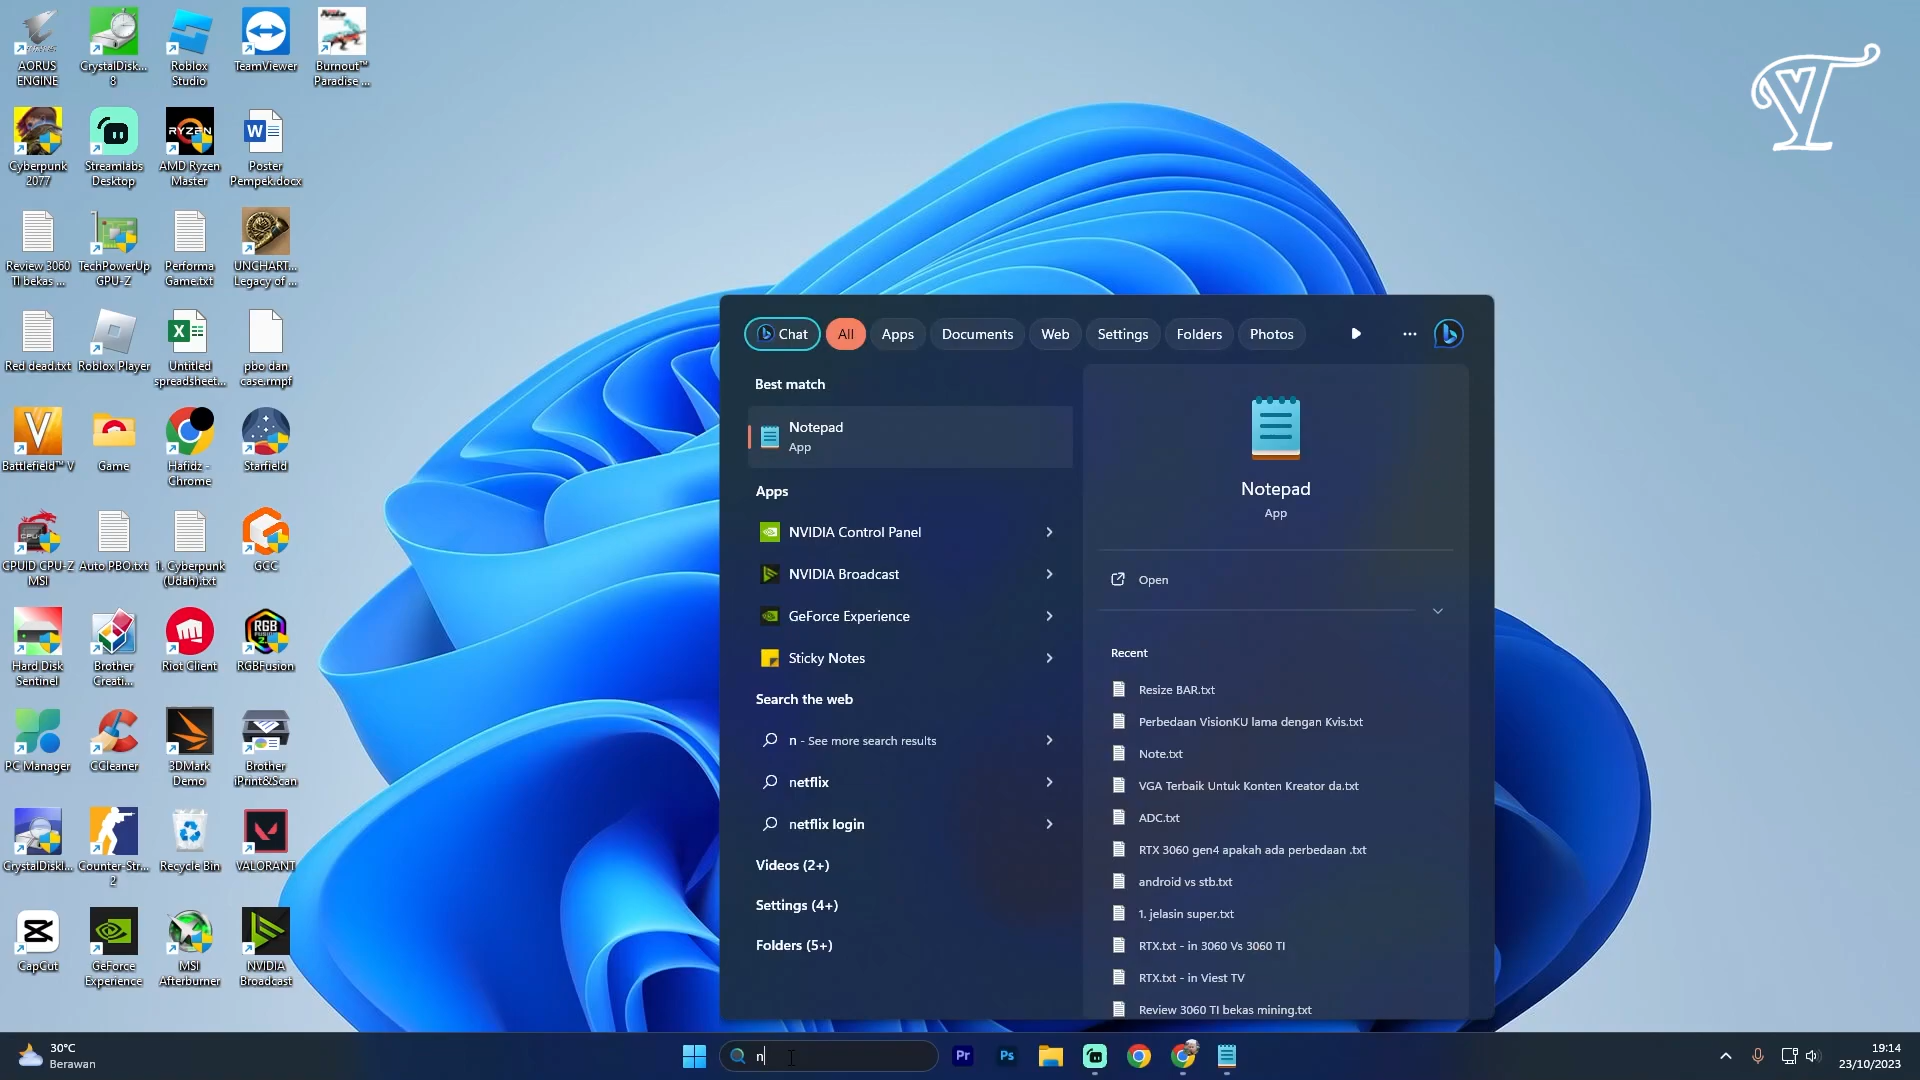 AORUS
ENGINE
CrystalDisk...
8
Roblox
Studio
TeamViewer
Burnout™
Paradise ...
Cyberpunk
2077
Streamlabs
Desktop
RYZEN
AMD Ryzen
Master
W
Poster
Pempek.docx
Review 3060
TI bekas ...
TechPowerUp
GPU-Z
Performa
Game.txt
UNCHART...
Legacy of ...
Red dead.txt
Roblox Player
X
Untitled
spreadsheet...
pbo dan
case.rmpf
V
Battlefield™ V
Game
Hafidz -
Chrome
Starfield
CPUID CPU-Z
MSI
Auto PBO.txt
1. Cyberpunk
(Udah).txt
GCC
Hard Disk
Sentinel
Brother
Creati...
Riot Client
RGB
RGBFusion
PC Manager
CCleaner
3DMark
Demo
Brother
iPrint&Scan
CrystalDiskI...
Counter-Str...
2
Recycle Bin
VALORANT
CapCut
GeForce
Experience
MSI
Afterburner
NVIDIA
Broadcast
Chat
All
Apps
Documents
Web
Settings
Folders
Photos
Best match
Notepad
App
Apps
NVIDIA Control Panel
NVIDIA Broadcast
GeForce Experience
Sticky Notes
Search the web
n - See more search results
netflix
netflix login
Videos (2+)
Settings (4+)
Folders (5+)
Notepad
App
Open
Recent
Resize BAR.txt
Perbedaan VisionKU lama dengan Kvis.txt
Note.txt
VGA Terbaik Untuk Konten Kreator da.txt
ADC.txt
RTX 3060 gen4 apakah ada perbedaan .txt
android vs stb.txt
1. jelasin super.txt
RTX.txt - in 3060 Vs 3060 TI
RTX.txt - in Viest TV
Review 3060 TI bekas mining.txt
30°C
Berawan
n
Pr
Ps
19:14
23/10/2023